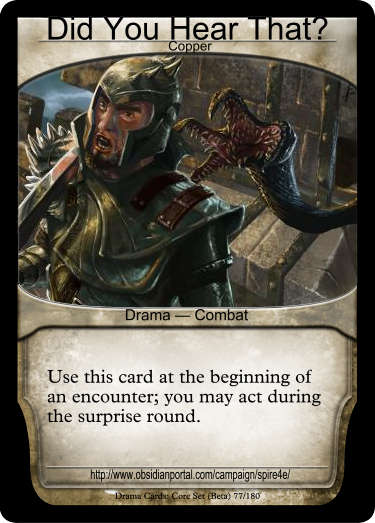 Did You Hear That?
Copper
Drama — Combat
Use this card at the beginning of
an encounter; you may act during
the surprise round.
http://www.obsidianportal.com/campaign/spire4e/
Drama Cards: Core Set (Beta) 77/180